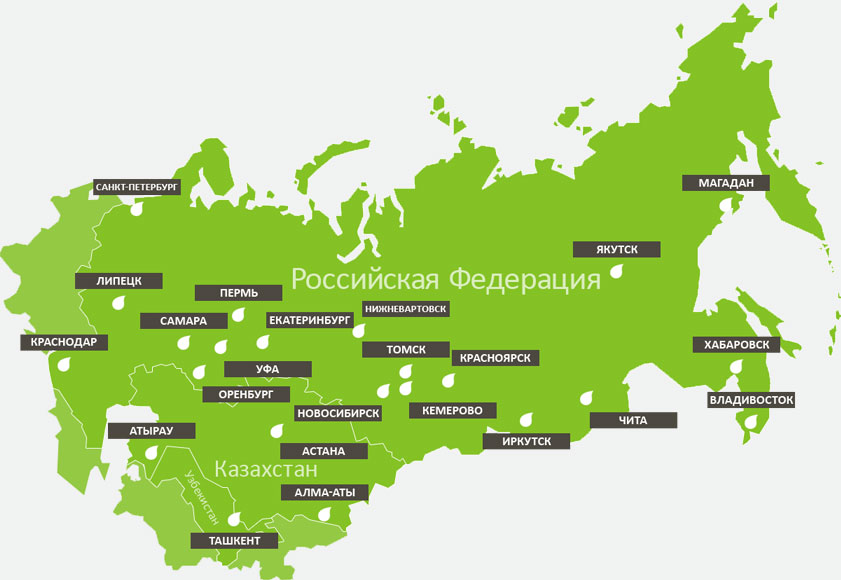 САНКТ-ПЕТЕРБУРГ
МАГАДАН
ЯКУТСК
Российская Федерация
ЛИПЕЦК
ПЕРМЬ
НИЖНЕВАРТОВСК
САМАРА
ЕКАТЕРИНБУРГ
КРАСНОДАР
ХАБАРОВСК
ТОМСК
КРАСНОЯРСК
УФА
ОРЕНБУРГ
ВЛАДИВОСТОК
НОВОСИБИРСК
КЕМЕРОВО
ЧИТА
АТЫРАУ
ИРКУТСК
АСТАНА
Казахстан
АЛМА-АТЫ
Узбекистан
ТАШКЕНТ